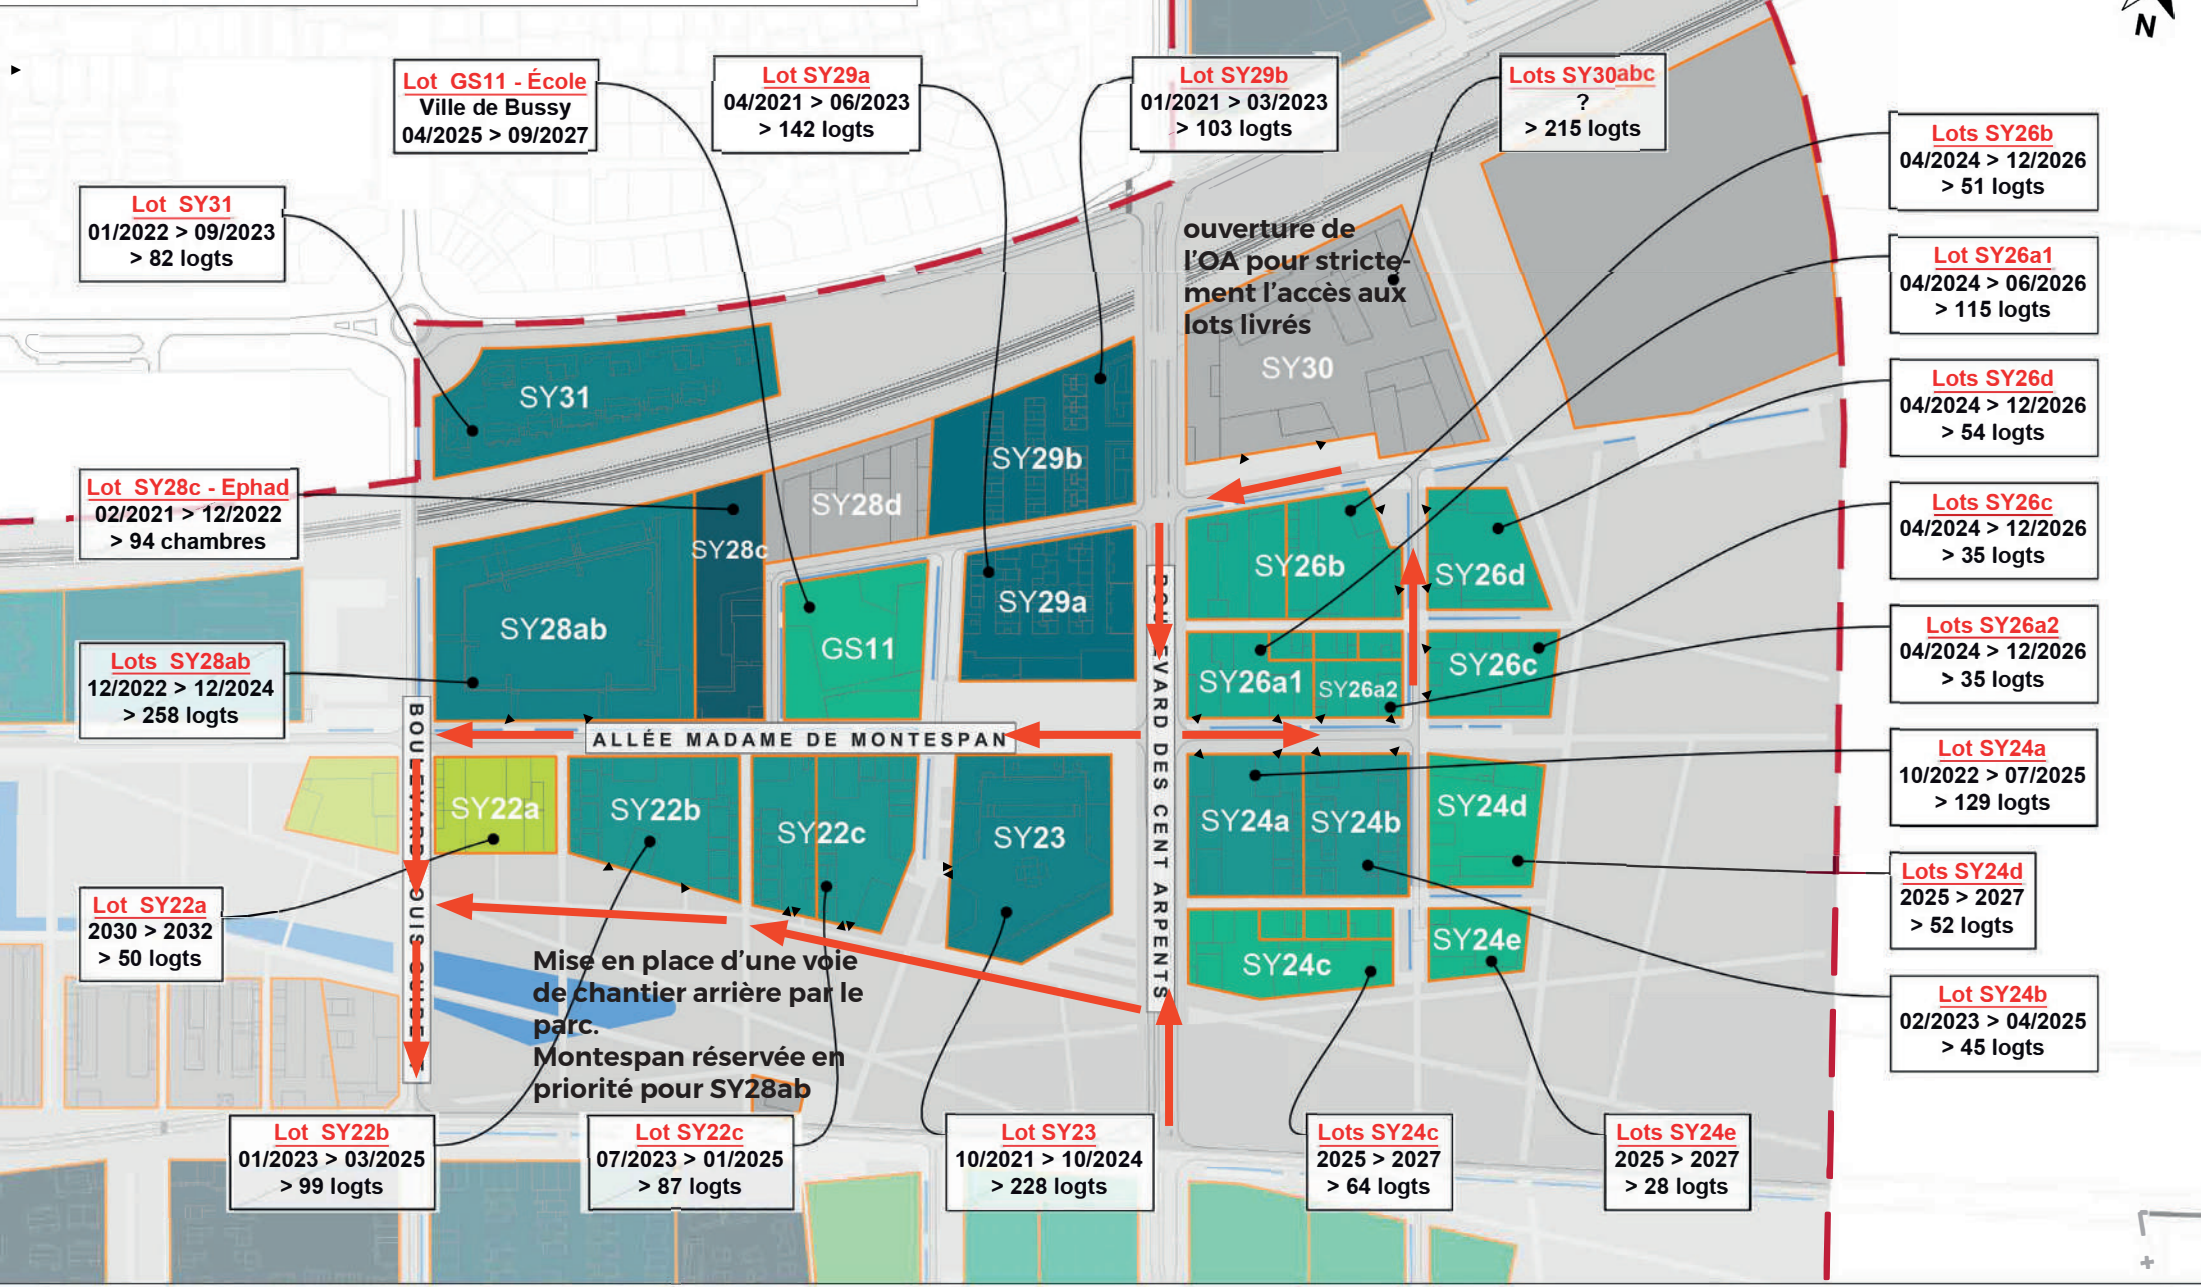 N
Lot GS11 - École
Ville de Bussy
04/2025 > 09/2027
Lot SY29a
04/2021 > 06/2023
> 142 logts
Lot SY29b
01/2021 > 03/2023
> 103 logts
Lots SY30abc
?
> 215 logts
Lots SY26b
04/2024 > 12/2026
> 51 logts
Lot SY31
01/2022 > 09/2023
> 82 logts
ouverture de
l'OA pour stricte-
ment l'accès aux
lots livrés
Lot SY26a1
04/2024 > 06/2026
> 115 logts
Lots SY26d
04/2024 > 12/2026
> 54 logts
SY31
SY30
SY29b
SY28d
Lot SY28c - Ephad
02/2021 > 12/2022
> 94 chambres
Lots SY26c
04/2024 > 12/2026
> 35 logts
SY28c
SY26b
SY26d
SY28ab
GS11
SY29a
Lots SY28ab
12/2022 > 12/2024
> 258 logts
Lots SY26a2
04/2024 > 12/2026
> 35 logts
SY26a1
SY26a2
SY26c
ALLÉE MADAME DE MONTESPAN
BOULEVARD DES CENT ARPENTS
BOULEVARD LOUIS GUIBERT
Lot SY24a
10/2022 > 07/2025
> 129 logts
SY22a
SY22b
SY22c
SY23
SY24a
SY24b
SY24d
Lots SY24d
2025 > 2027
> 52 logts
Lot SY22a
2030 > 2032
> 50 logts
SY24c
SY24e
Mise en place d'une voie
de chantier arrière par le
parc.
Montespan réservée en
priorité pour SY28ab
Lot SY24b
02/2023 > 04/2025
> 45 logts
Lot SY22b
01/2023 > 03/2025
> 99 logts
Lot SY22c
07/2023 > 01/2025
> 87 logts
Lot SY23
10/2021 > 10/2024
> 228 logts
Lots SY24c
2025 > 2027
> 64 logts
Lots SY24e
2025 > 2027
> 28 logts